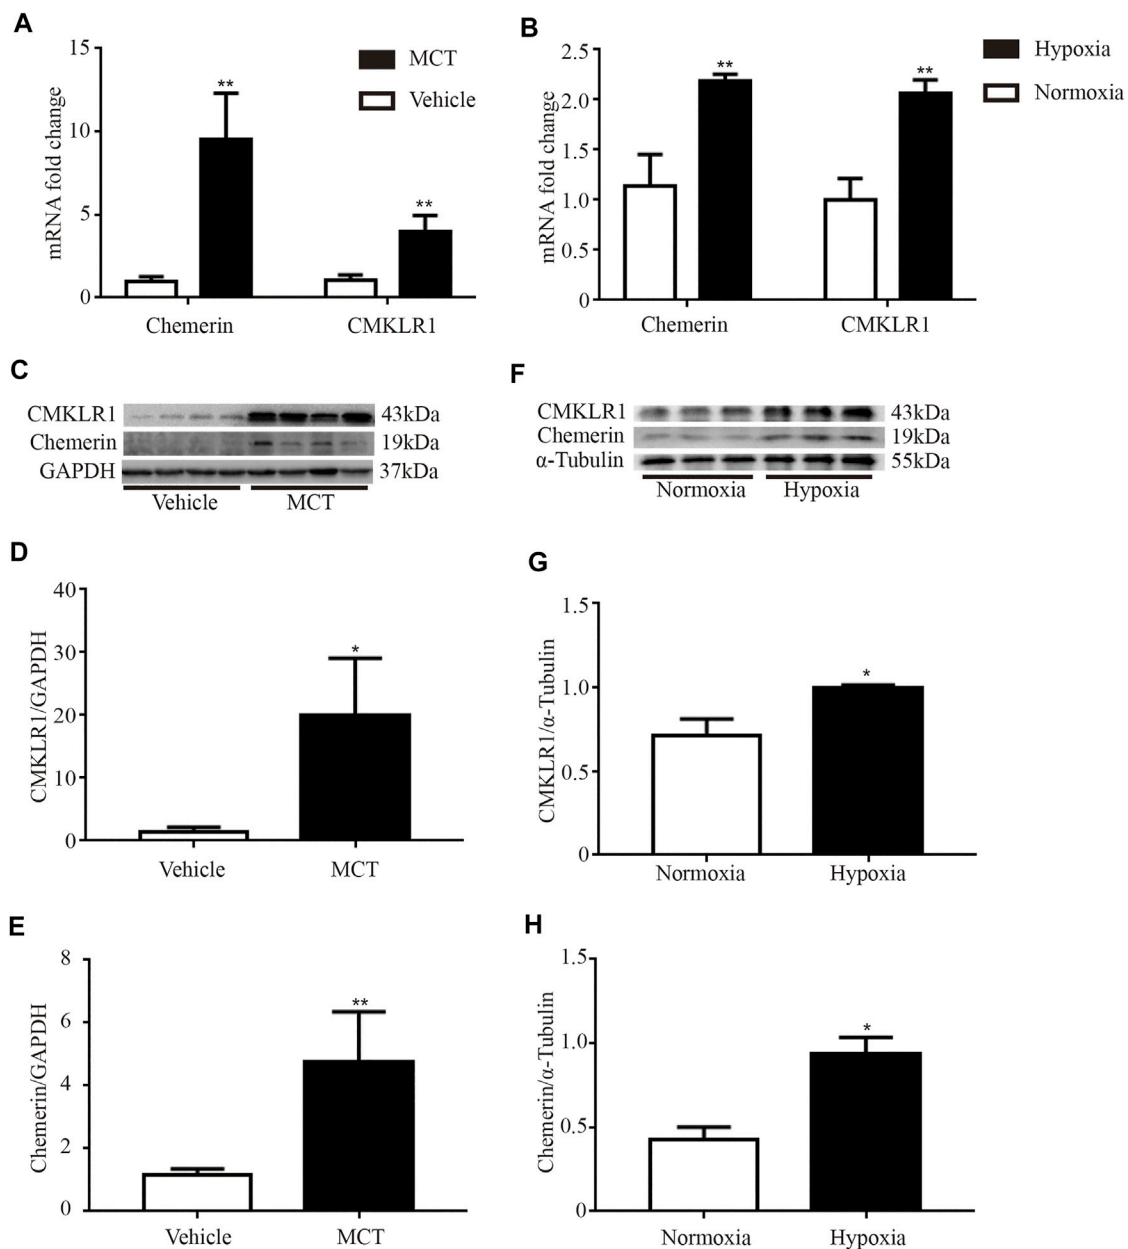 A
mRNA fold change
15
10
5
0
**
**
MCT
Vehicle
Chemerin
CMKLR1
B
mRNA fold change
2.5
2.0
1.5
1.0
0.5
0
**
**
Hypoxia
Normoxia
Chemerin
CMKLR1
C
CMKLR1 43kDa
Chemerin 19kDa
GAPDH 37kDa
Vehicle MCT
F
CMKLR1 43kDa
Chemerin 19kDa
α-Tubulin 55kDa
Normoxia Hypoxia
D
CMKLR1/GAPDH
40
30
20
10
0
*
Vehicle MCT
G
CMKLR1/α-Tubulin
1.5
1.0
0.5
0
*
Normoxia Hypoxia
E
Chemerin/GAPDH
8
6
4
2
0
**
Vehicle MCT
H
Chemerin/α-Tubulin
1.5
1.0
0.5
0
*
Normoxia Hypoxia